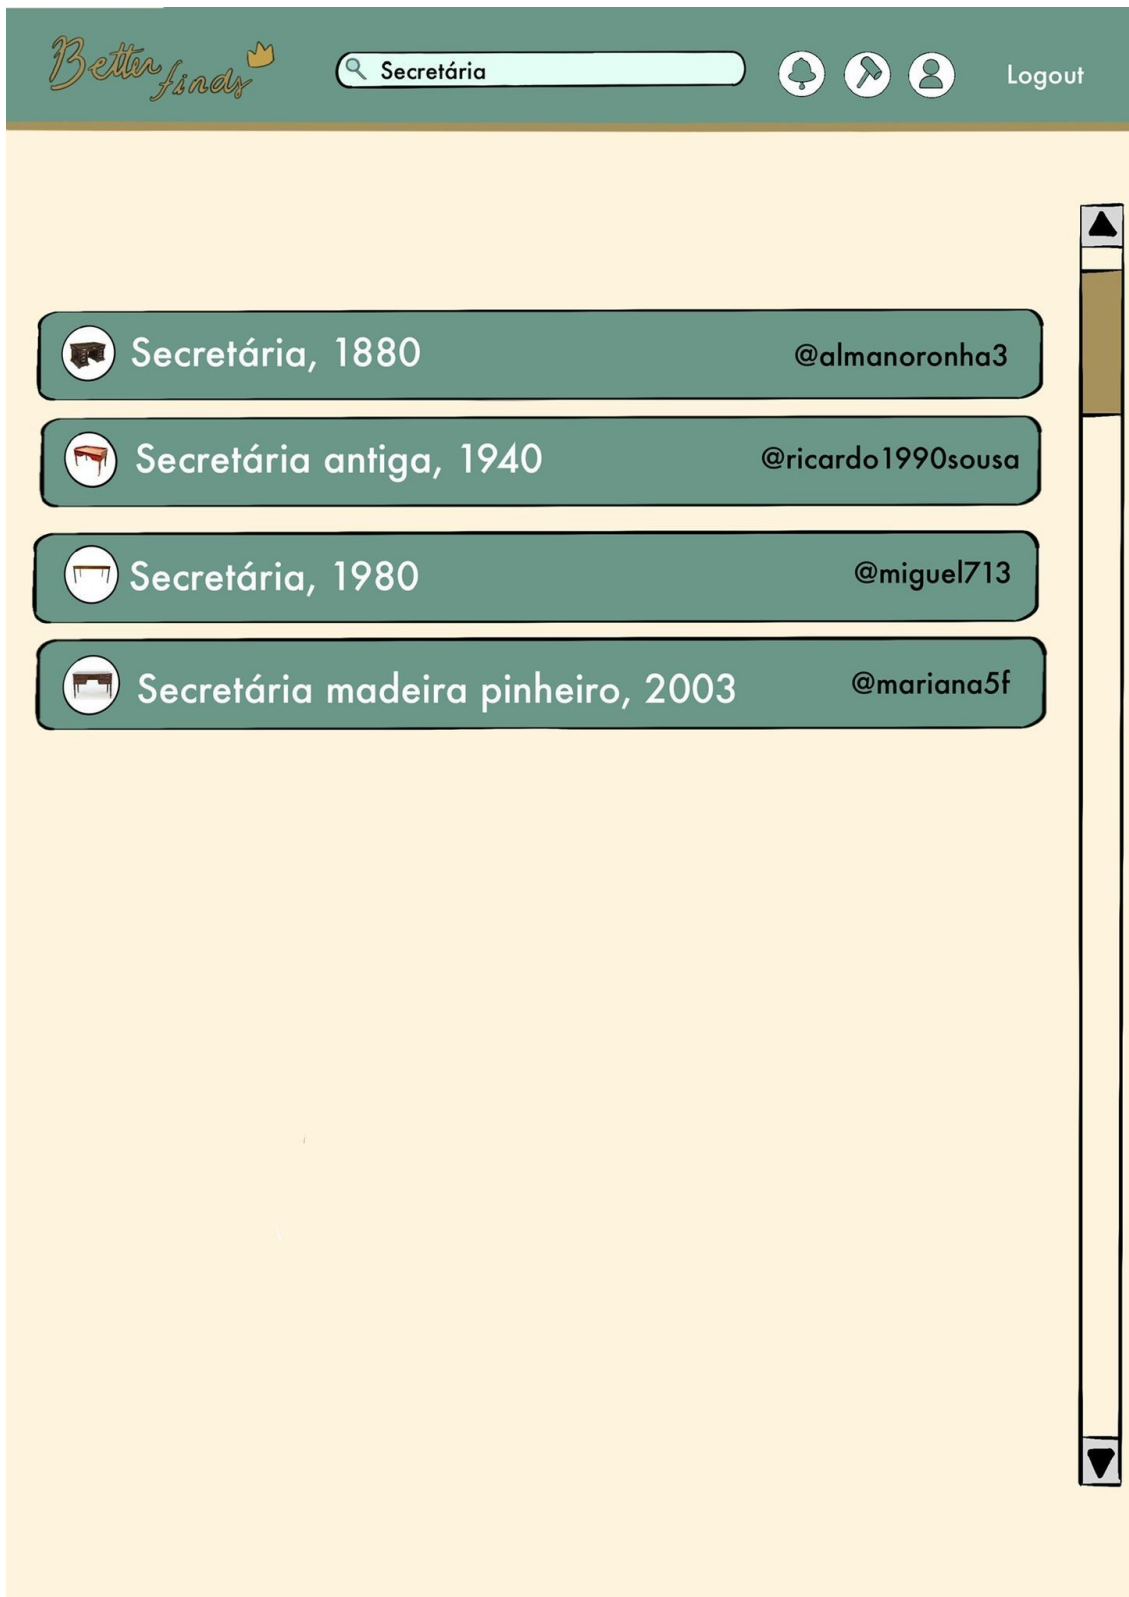 Better finds
Secretária
Logout
Secretária, 1880 @almanoronha3
Secretária antiga, 1940 @ricardo1990sousa
Secretária, 1980 @miguel713
Secretária madeira pinheiro, 2003 @mariana5f